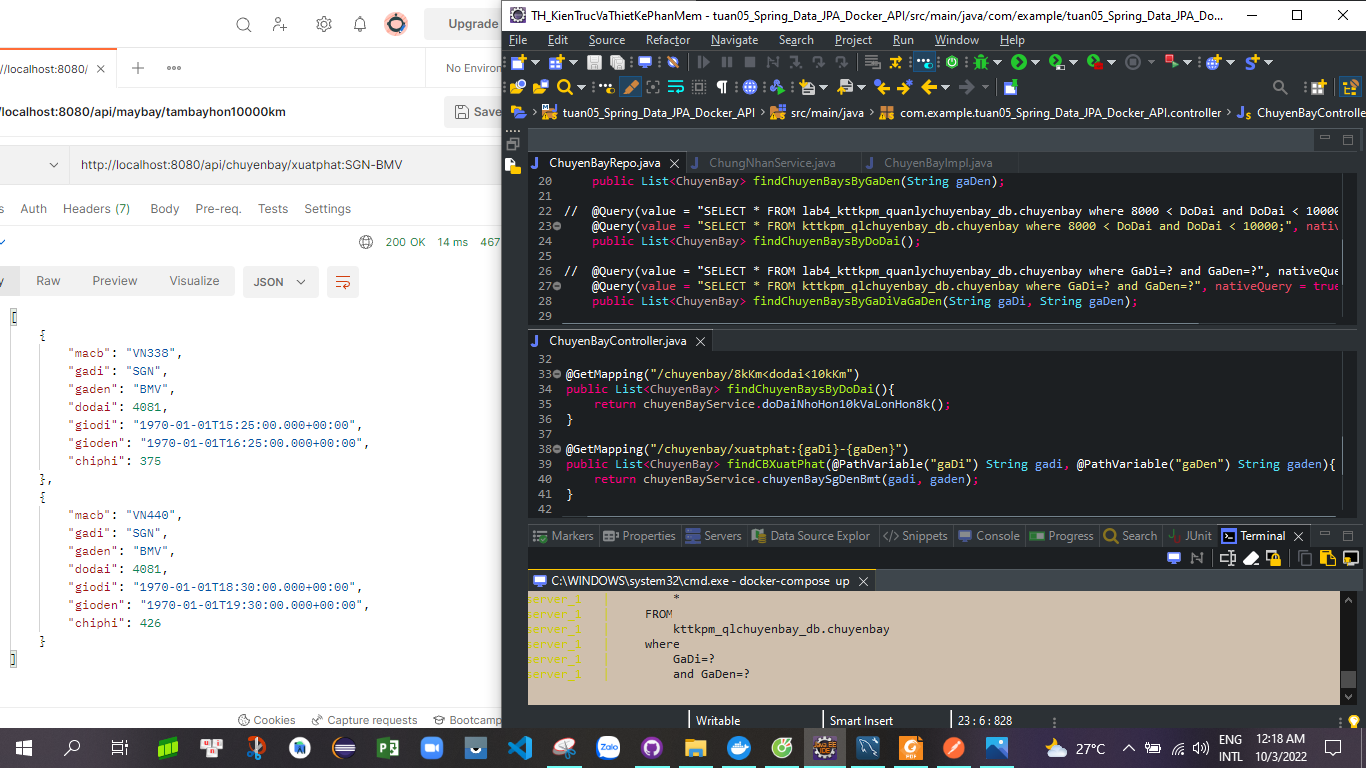 Upgrade
//localhost:8080/
No Environ
/localhost:8080/api/maybay/tambayhon10000km
Save
http://localhost:8080/api/chuyenbay/xuatphat:SGN-BMV
s Auth Headers (7) Body Pre-req. Tests Settings
200 OK 14 ms 467
y Raw Preview Visualize JSON
[
{
"macb": "VN338",
"gadi": "SGN",
"gaden": "BMV",
"dodai": 4081,
"giodi": "1970-01-01T15:25:00.000+00:00",
"gioden": "1970-01-01T16:25:00.000+00:00",
"chiphi": 375
},
{
"macb": "VN440",
"gadi": "SGN",
"gaden": "BMV",
"dodai": 4081,
"giodi": "1970-01-01T18:30:00.000+00:00",
"gioden": "1970-01-01T19:30:00.000+00:00",
"chiphi": 426
}
]
Cookies Capture requests Bootcamp
TH_KienTrucVaThietKePhanMem - tuan05_Spring_Data_JPA_Docker_API/src/main/java/com/example/tuan05_Spring_Data_JPA_Do...
File Edit Source Refactor Navigate Search Project Run Window Help
tuan05_Spring_Data_JPA_Docker_API src/main/java com.example.tuan05_Spring_Data_JPA_Docker_API.controller ChuyenBayControlle
ChuyenBayRepo.java ChungNhanService.java ChuyenBayImpl.java
20 public List<ChuyenBay> findChuyenBaysByGaDen(String gaDen);
21
22 // @Query(value = "SELECT * FROM lab4_kttkpm_quanlychuyenbay_db.chuyenbay where 8000 < DoDai and DoDai < 10000
23 @Query(value = "SELECT * FROM kttkpm_qlchuyenbay_db.chuyenbay where 8000 < DoDai and DoDai < 10000;", nativ
24 public List<ChuyenBay> findChuyenBaysByDoDai();
25
26 // @Query(value = "SELECT * FROM lab4_kttkpm_quanlychuyenbay_db.chuyenbay where GaDi=? and GaDen=?", nativeQue
27 @Query(value = "SELECT * FROM kttkpm_qlchuyenbay_db.chuyenbay where GaDi=? and GaDen=?", nativeQuery = true
28 public List<ChuyenBay> findChuyenBaysByGaDiVaGaDen(String gaDi, String gaDen);
29
ChuyenBayController.java
32
33 @GetMapping("/chuyenbay/8kKm<dodai<10kKm")
34 public List<ChuyenBay> findChuyenBaysByDoDai(){
35 return chuyenBayService.doDaiNhoHon10kVaLonHon8k();
36 }
37
38 @GetMapping("/chuyenbay/xuatphat:{gaDi}-{gaDen}")
39 public List<ChuyenBay> findCBXuatPhat(@PathVariable("gaDi") String gadi, @PathVariable("gaDen") String gaden){
40 return chuyenBayService.chuyenBaySgDenBmt(gadi, gaden);
41 }
42
Markers Properties Servers Data Source Explor Snippets Console Progress Search JUnit Terminal
C:\WINDOWS\system32\cmd.exe - docker-compose up
server_1 | *
server_1 | FROM
server_1 | kttkpm_qlchuyenbay_db.chuyenbay
server_1 | where
server_1 | GaDi=?
server_1 | and GaDen=?
Writable Smart Insert 23 : 6 : 828
Zalo
27°C ENG INTL 12:18 AM 10/3/2022